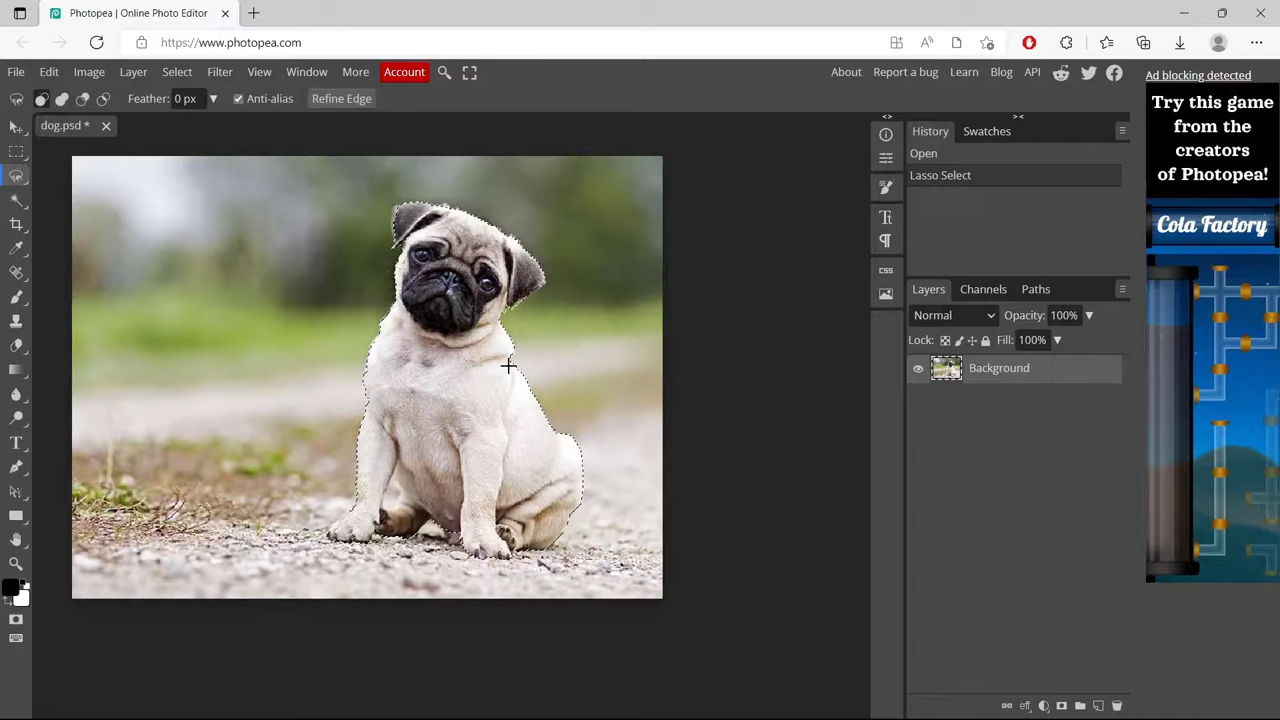 Photopea | Online Photo Editor
https://www.photopea.com
File Edit Image Layer Select Filter View Window More Account
About Report a bug Learn Blog API
Feather: 0 px Anti-alias Refine Edge
dog.psd *
History Swatches
Open
Lasso Select
Layers Channels Paths
Normal Opacity: 100%
Lock: Fill: 100%
Background
CSS
eff
Ad blocking detected
Try this game
from the
creators
of Photopea!
Cola Factory